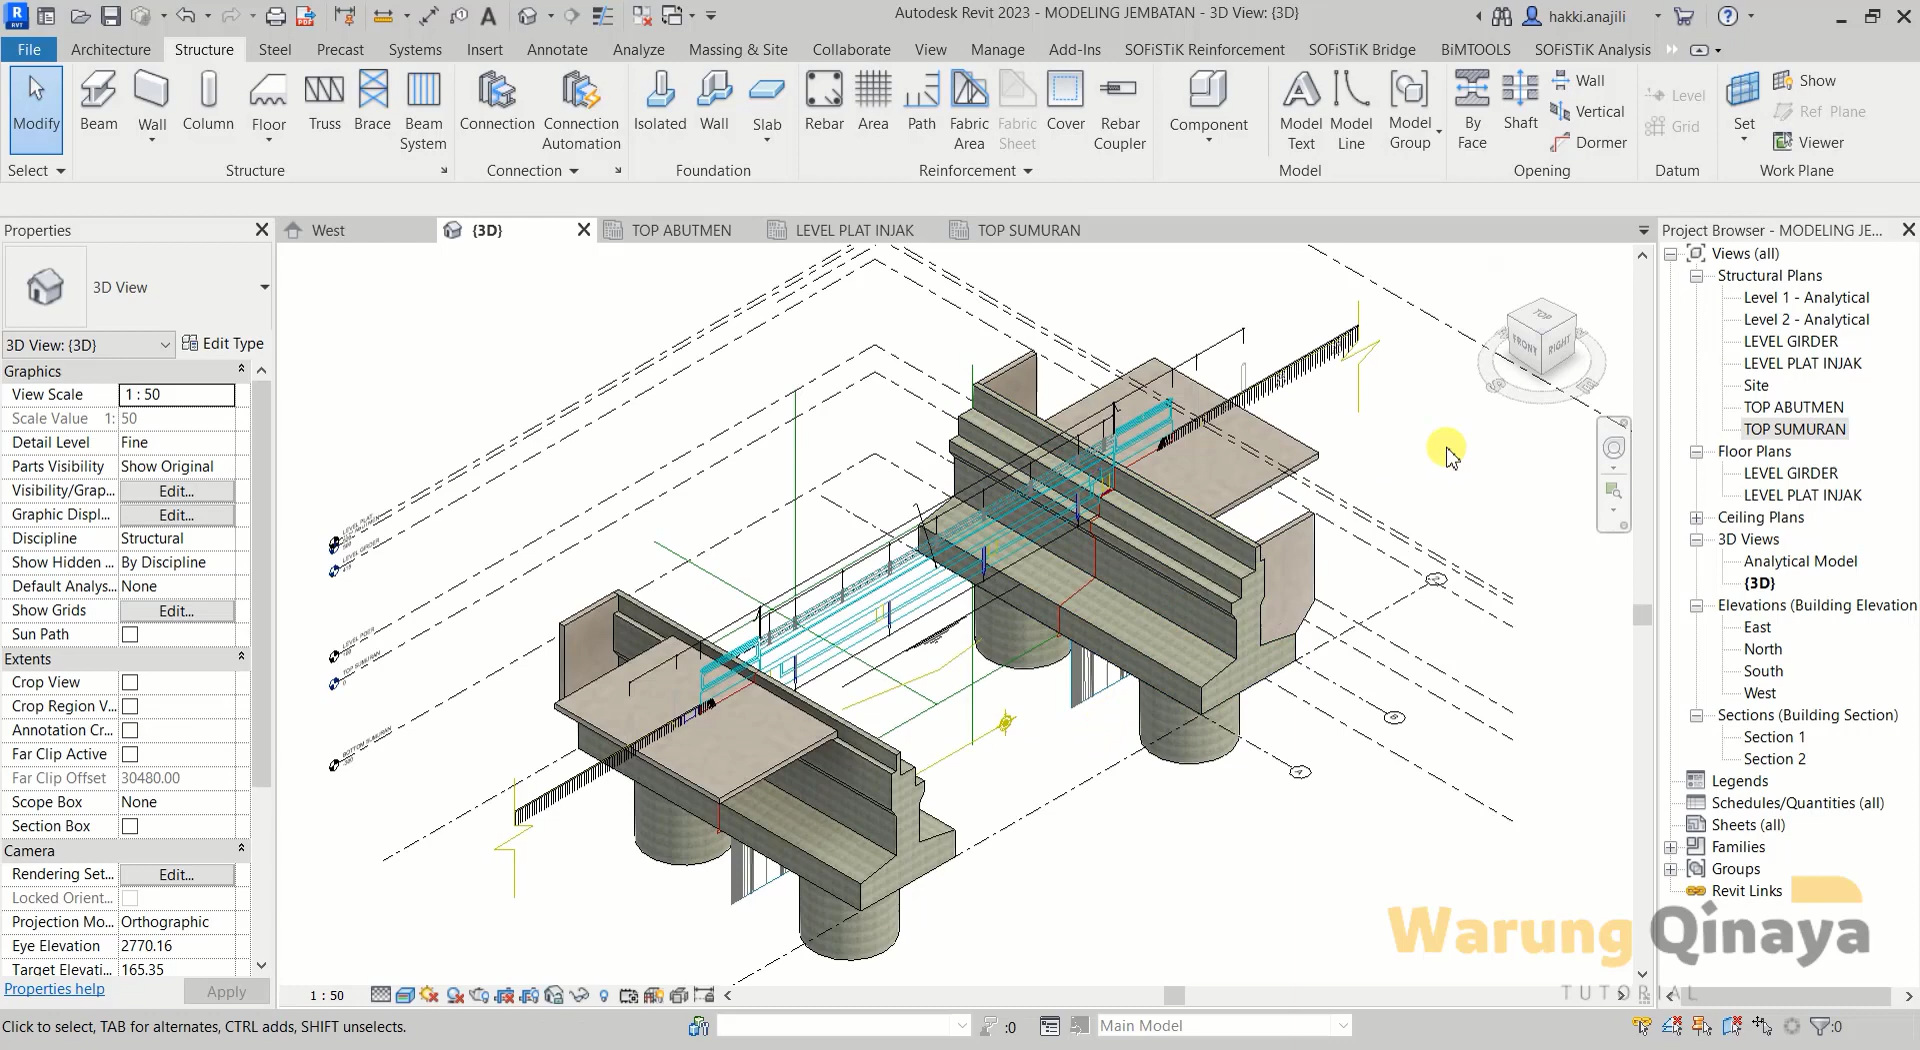 Autodesk Revit 2023 - MODELING JEMBATAN - 3D View: {3D}
hakki.anajili
File
Architecture
Structure
Steel
Precast
Systems
Insert
Annotate
Analyze
Massing & Site
Collaborate
View
Manage
Add-Ins
SOFiSTiK Reinforcement
SOFiSTiK Bridge
BiMTOOLS
SOFiSTiK Analysis
Modify
Beam
Wall
Column
Floor
Truss
Brace
Beam System
Connection
Connection Automation
Isolated
Wall
Slab
Rebar
Area
Path
Fabric Area
Fabric Sheet
Cover
Rebar Coupler
Component
Model Text
Model Line
Model Group
By Face
Shaft
Wall
Vertical
Dormer
Level
Grid
Set
Show
Ref Plane
Viewer
Select
Structure
Connection
Foundation
Reinforcement
Model
Opening
Datum
Work Plane
Properties
West
{3D}
TOP ABUTMEN
LEVEL PLAT INJAK
TOP SUMURAN
3D View
3D View: {3D}
Edit Type
Graphics
View Scale 1 : 50
Scale Value 1: 50
Detail Level Fine
Parts Visibility Show Original
Visibility/Grap... Edit...
Graphic Displ... Edit...
Discipline Structural
Show Hidden ... By Discipline
Default Analys... None
Show Grids Edit...
Sun Path
Extents
Crop View
Crop Region V...
Annotation Cr...
Far Clip Active
Far Clip Offset 30480.00
Scope Box None
Section Box
Camera
Rendering Set... Edit...
Locked Orient...
Projection Mo... Orthographic
Eye Elevation 2770.16
Target Elevati... 165.35
Properties help
Apply
TOP
FRONT
RIGHT
LEVEL GIRDER
LEVEL PIER
TOP SUMURAN
BOTTOM SUMURAN
B
A
Project Browser - MODELING JE...
Views (all)
Structural Plans
Level 1 - Analytical
Level 2 - Analytical
LEVEL GIRDER
LEVEL PLAT INJAK
Site
TOP ABUTMEN
TOP SUMURAN
Floor Plans
LEVEL GIRDER
LEVEL PLAT INJAK
Ceiling Plans
3D Views
Analytical Model
{3D}
Elevations (Building Elevation
East
North
South
West
Sections (Building Section)
Section 1
Section 2
Legends
Schedules/Quantities (all)
Sheets (all)
Families
Groups
Revit Links
Warung Qinaya
TUTORIAL
1 : 50
Click to select, TAB for alternates, CTRL adds, SHIFT unselects.
:0
Main Model
:0